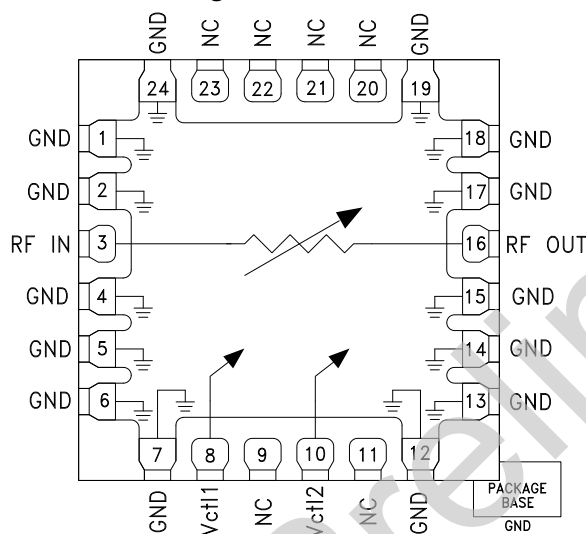 GND NC NC NC NC GND
24 23 22 21 20 19
GND 1 18 GND
GND 2 17 GND
RF IN 3 16 RF OUT
GND 4 15 GND
GND 5 14 GND
GND 6 13 GND
7 8 9 10 11 12
GND Vctl1 NC Vctl2 NC GND
PACKAGE
BASE
GND